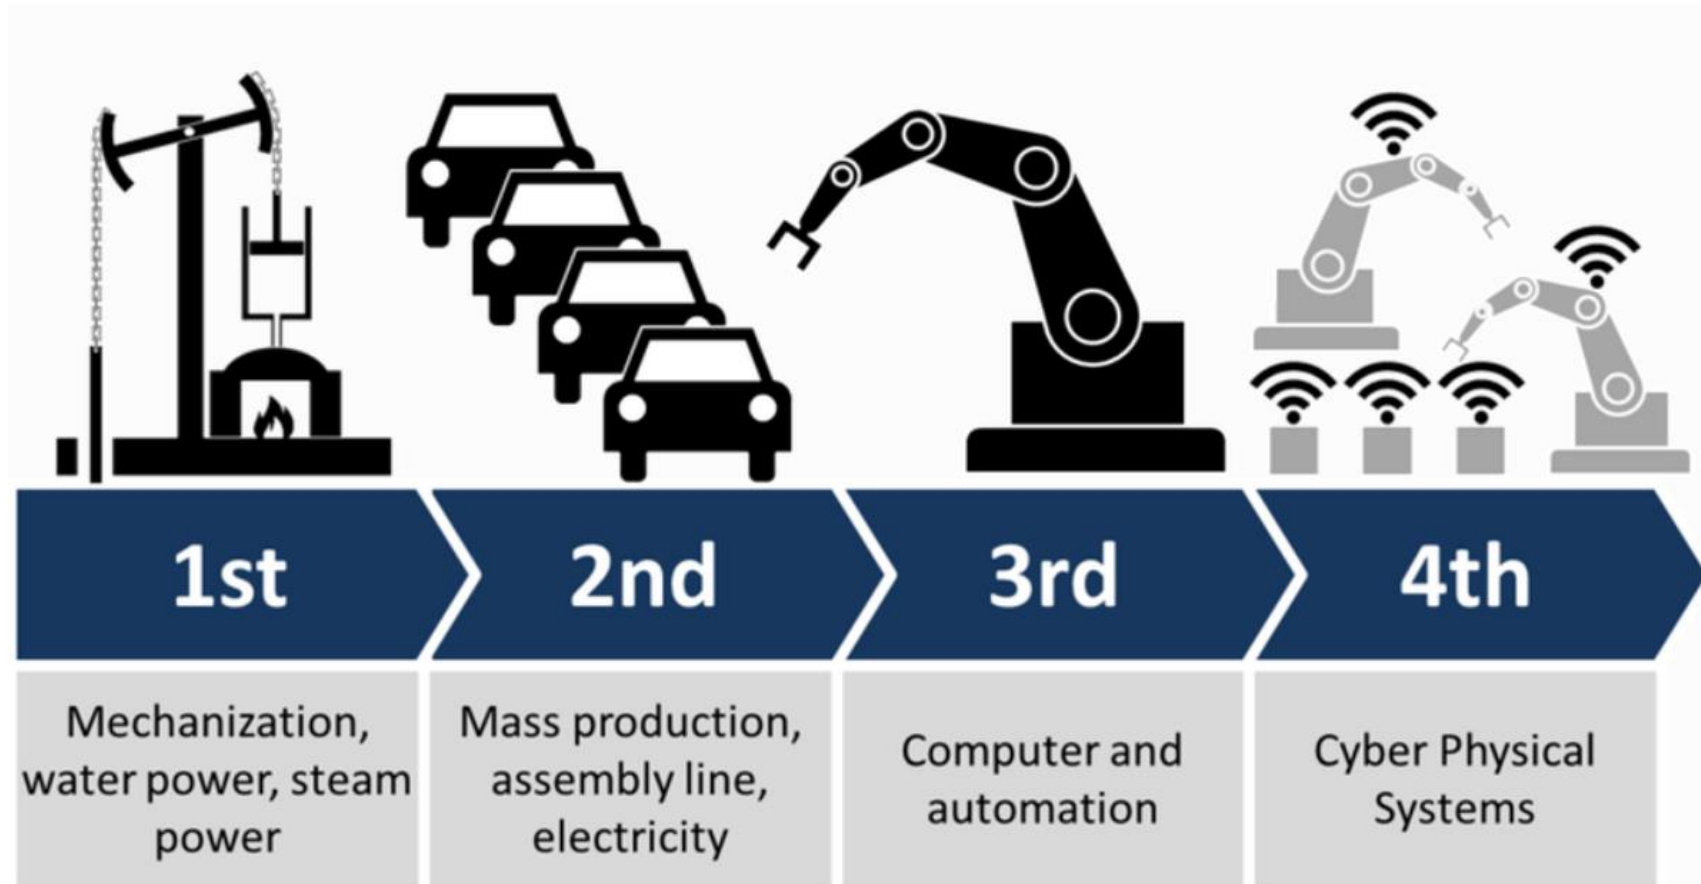 1st
2nd
3rd
4th
Mechanization,
water power, steam
power
Mass production,
assembly line,
electricity
Computer and
automation
Cyber Physical
Systems